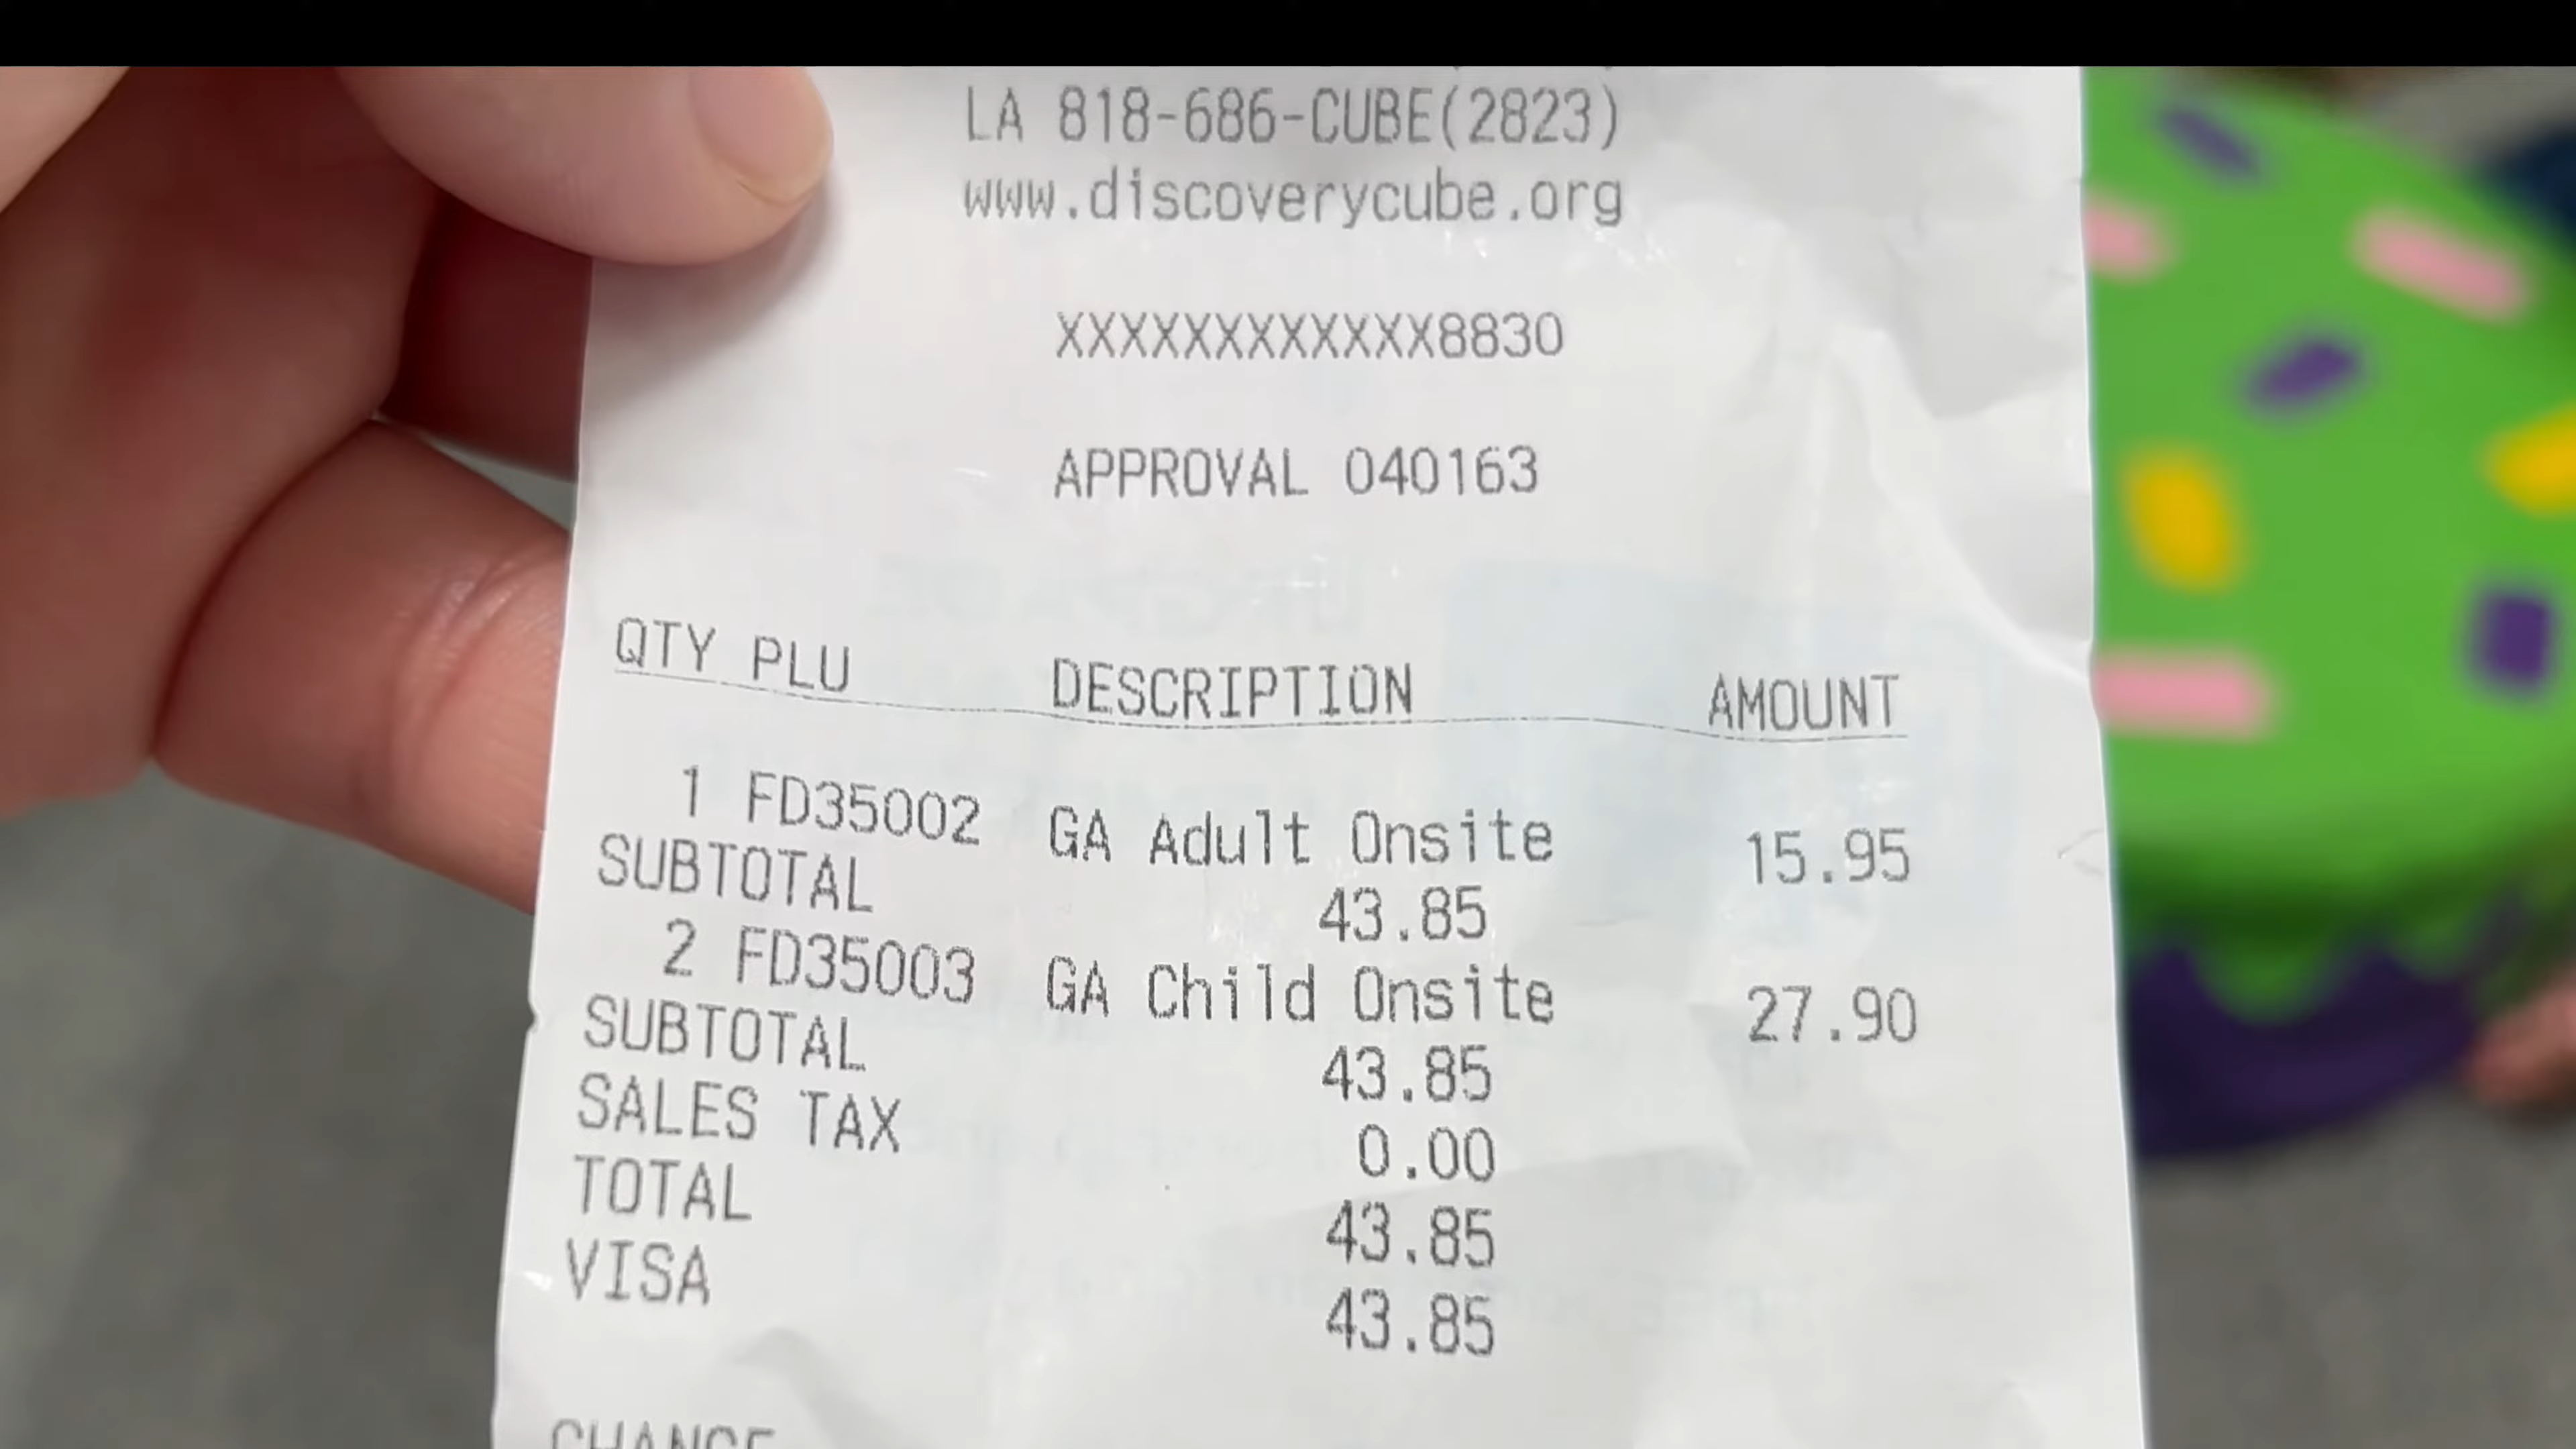 LA 818-686-CUBE(2823)
www.discoverycube.org
XXXXXXXXXXXX8830
APPROVAL 040163
QTY PLU DESCRIPTION AMOUNT
1 FD35002 GA Adult Onsite 15.95
SUBTOTAL 43.85
2 FD35003 GA Child Onsite 27.90
SUBTOTAL 43.85
SALES TAX 0.00
TOTAL 43.85
VISA 43.85
CHANGE